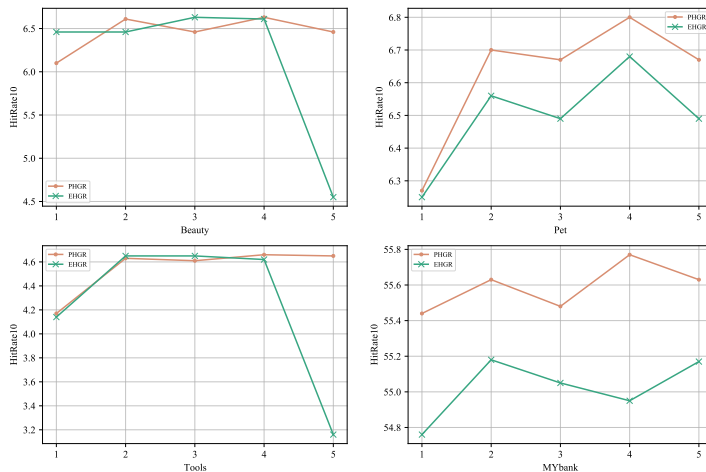 HitRate10
6.5
6.0
5.5
5.0
4.5
PHGR
EHGR
1 2 3 4 5
Beauty
HitRate10
6.8
6.7
6.6
6.5
6.4
6.3
PHGR
EHGR
1 2 3 4 5
Pet
HitRate10
4.6
4.4
4.2
4.0
3.8
3.6
3.4
3.2
PHGR
EHGR
1 2 3 4 5
Tools
HitRate10
55.8
55.6
55.4
55.2
55.0
54.8
PHGR
EHGR
1 2 3 4 5
MYbank